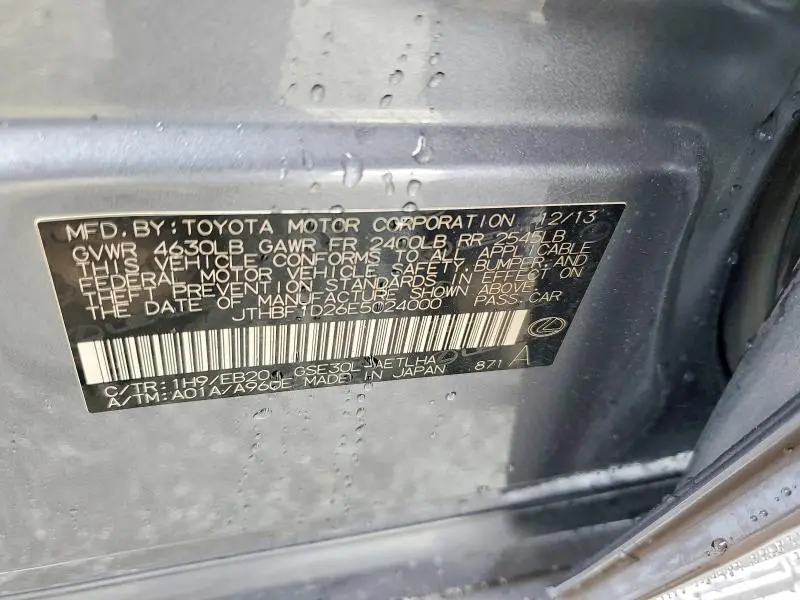 MFD. BY: TOYOTA MOTOR CORPORATION 12/13
GVWR 4630LB GAWR FR 2400LB RR 2545LB
THIS VEHICLE CONFORMS TO ALL APPLICABLE
FEDERAL MOTOR VEHICLE SAFETY, BUMPER, AND
THEFT PREVENTION STANDARDS IN EFFECT ON
THE DATE OF MANUFACTURE SHOWN ABOVE.
JTHBF1D26E5024000 PASS. CAR
C/TR: 1H9/EB20 GSE30L-AETLHA 871 A
A/TM: A01A/A960E MADE IN JAPAN